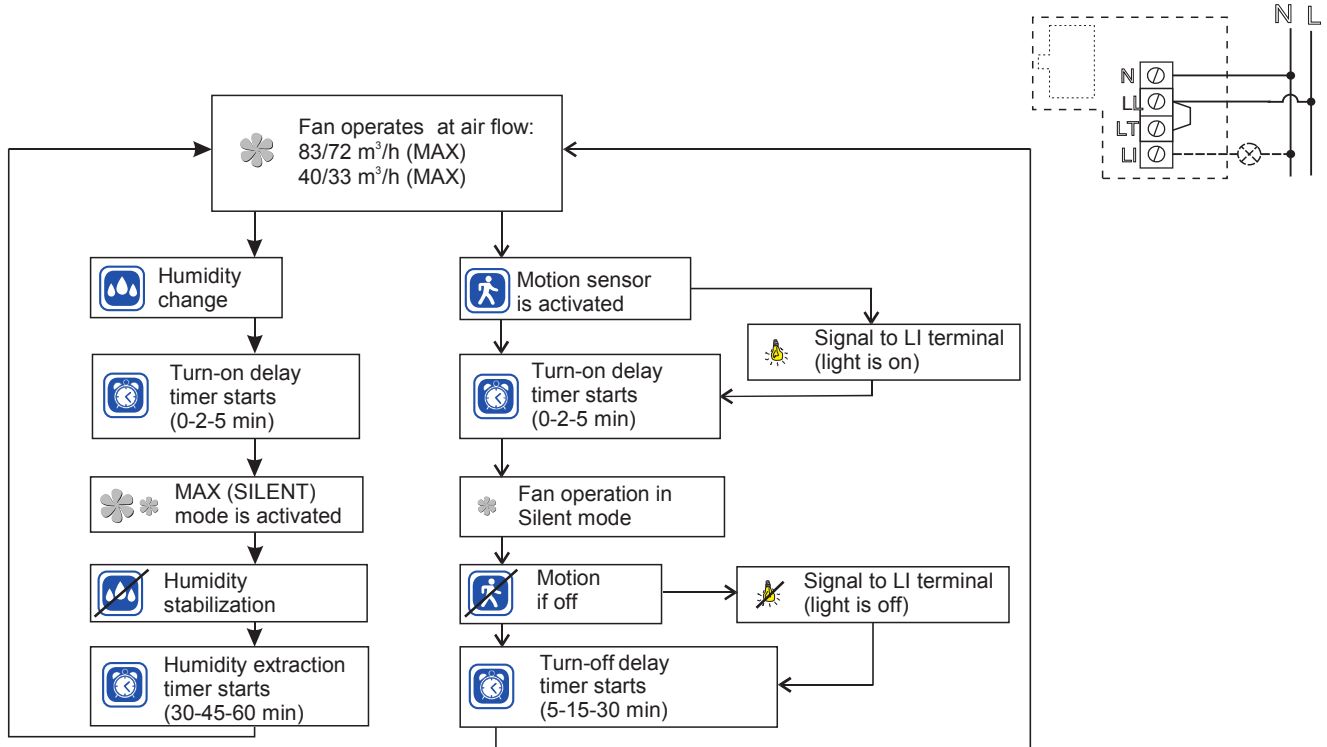 N L
N
LL
LT
LI
Fan operates at air flow:
83/72 m³/h (MAX)
40/33 m³/h (MAX)
Humidity
change
Turn-on delay
timer starts
(0-2-5 min)
MAX (SILENT)
mode is activated
Humidity
stabilization
Humidity extraction
timer starts
(30-45-60 min)
Motion sensor
is activated
Signal to LI terminal
(light is on)
Turn-on delay
timer starts
(0-2-5 min)
Fan operation in
Silent mode
Motion
if off
Signal to LI terminal
(light is off)
Turn-off delay
timer starts
(5-15-30 min)